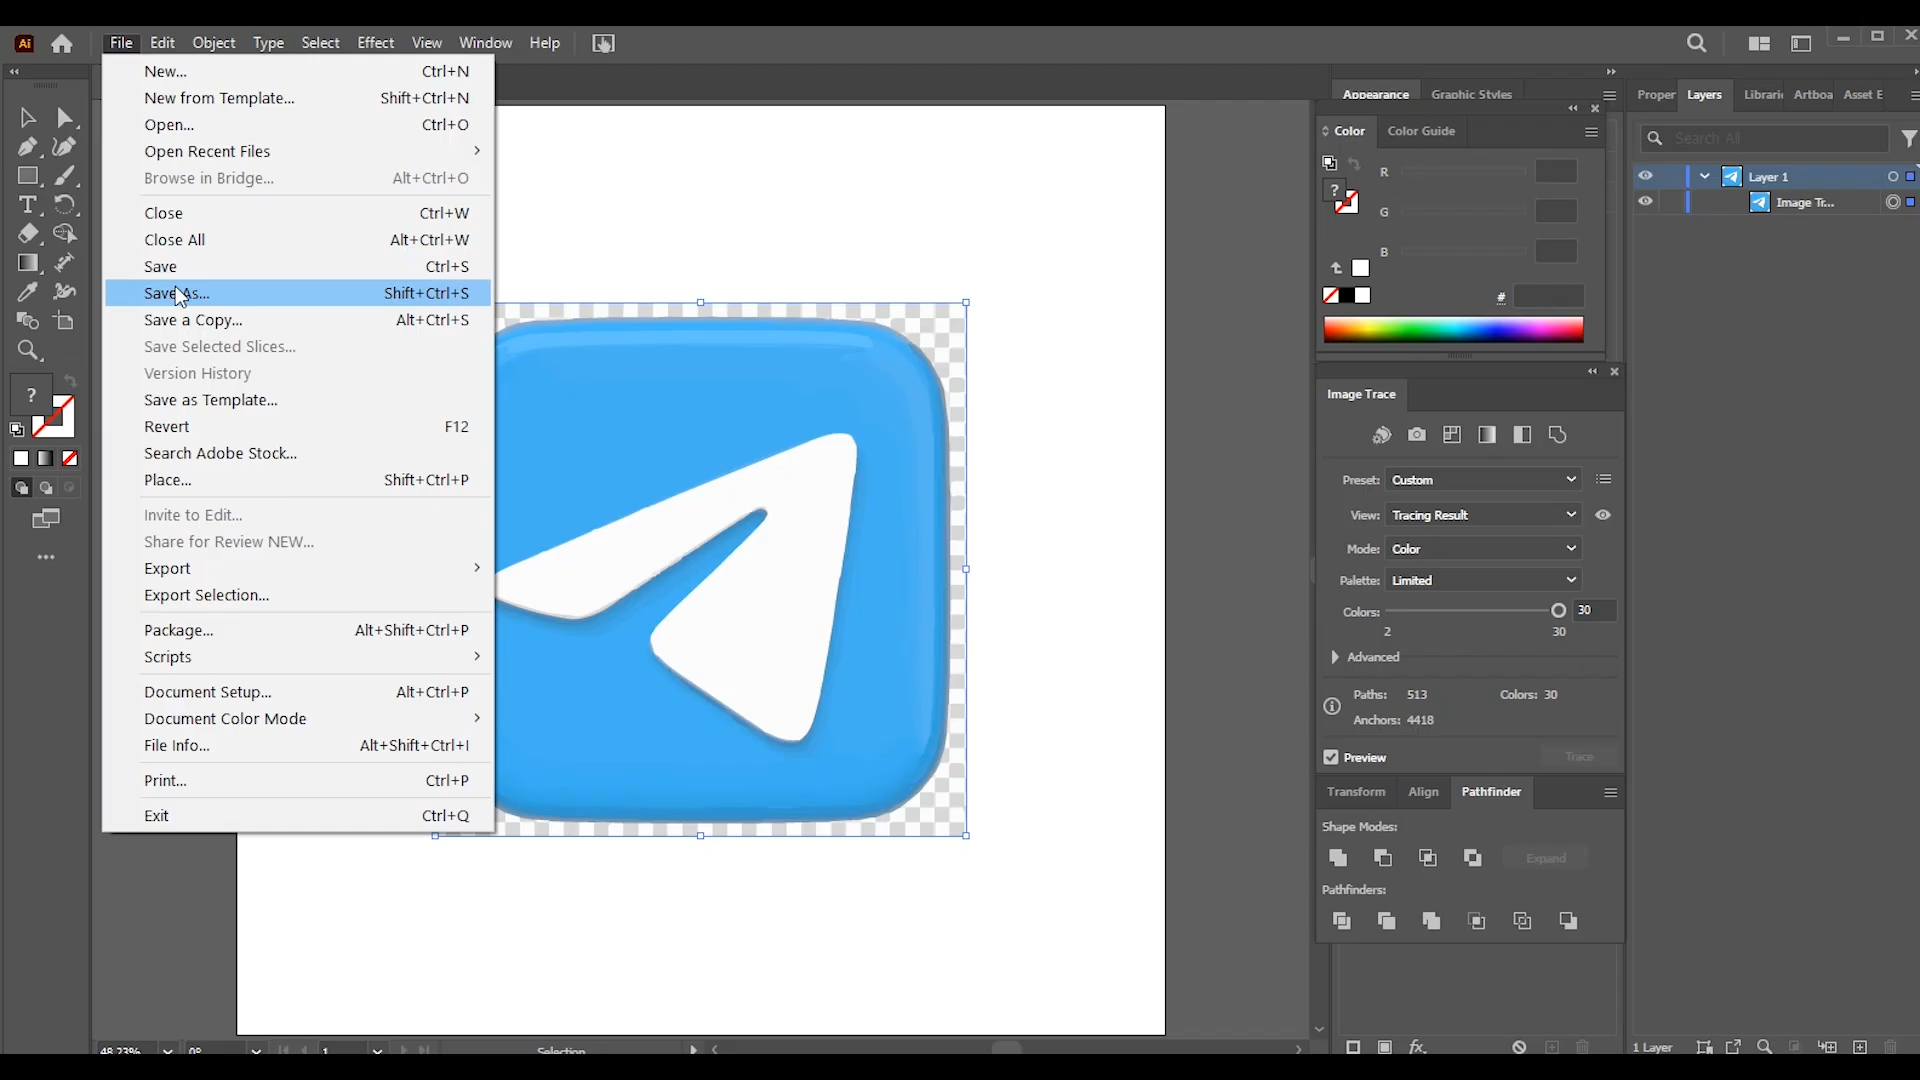 Ai File Edit Object Type Select Effect View Window Help
New... Ctrl+N
New from Template... Shift+Ctrl+N
Open... Ctrl+O
Open Recent Files
Browse in Bridge... Alt+Ctrl+O
Close Ctrl+W
Close All Alt+Ctrl+W
Save Ctrl+S
Save As... Shift+Ctrl+S
Save a Copy... Alt+Ctrl+S
Save Selected Slices...
Version History
Save as Template...
Revert F12
Search Adobe Stock...
Place... Shift+Ctrl+P
Invite to Edit...
Share for Review NEW...
Export
Export Selection...
Package... Alt+Shift+Ctrl+P
Scripts
Document Setup... Alt+Ctrl+P
Document Color Mode
File Info... Alt+Shift+Ctrl+I
Print... Ctrl+P
Exit Ctrl+Q
?
48.23% 0° 1 Selection
Appearance Graphic Styles
Color Color Guide
R
?
G
B
#
Image Trace
Preset: Custom
View: Tracing Result
Mode: Color
Palette: Limited
Colors: 30
2 30
Advanced
Paths: 513 Colors: 30
Anchors: 4418
Preview Trace
Transform Align Pathfinder
Shape Modes:
Expand
Pathfinders:
fx
Proper Layers Librari Artboa Asset E
Search All
Layer 1
Image Tr...
1 Layer